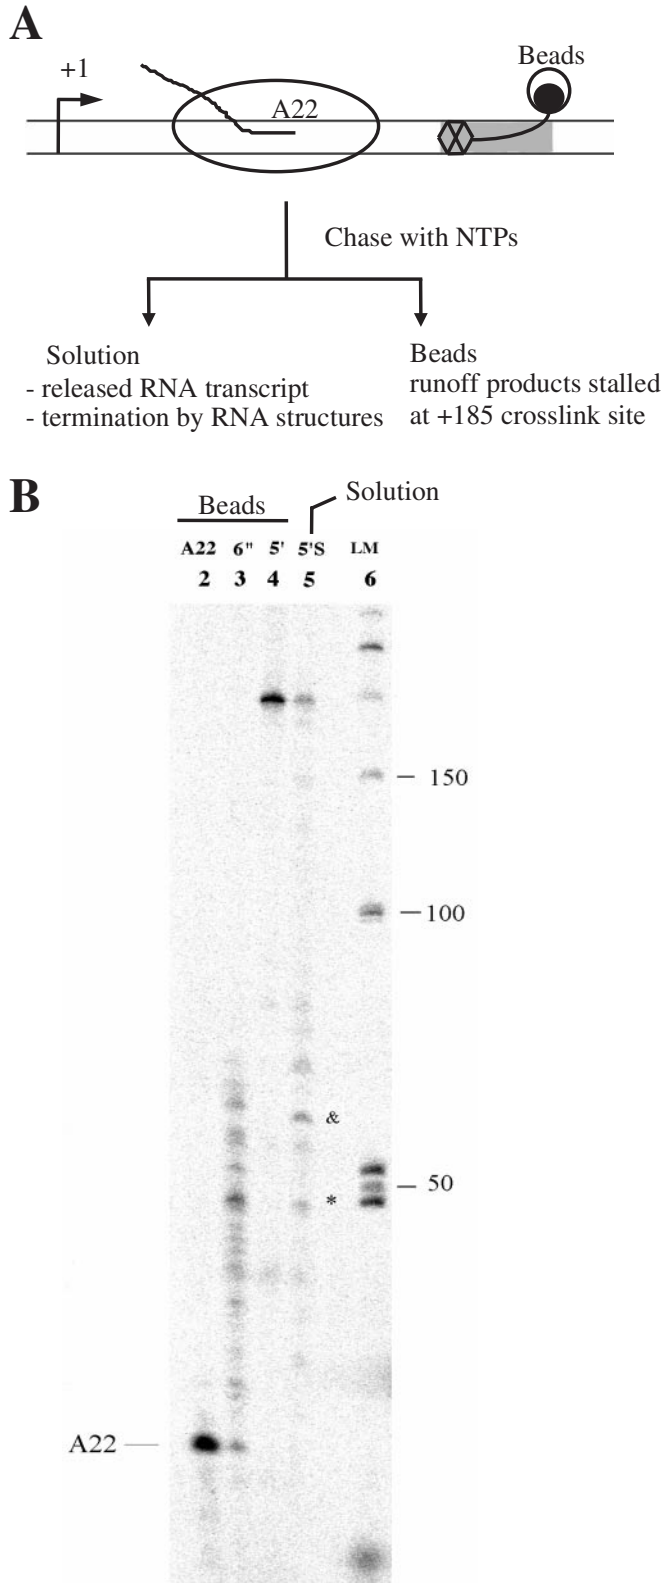 A
Beads
+1
A22
Chase with NTPs
Solution
- released RNA transcript
- termination by RNA structures
Beads
runoff products stalled
at +185 crosslink site
B
Beads
Solution
A22 6" 5' 5'S LM
2 3 4 5 6
150
100
&
50
*
A22